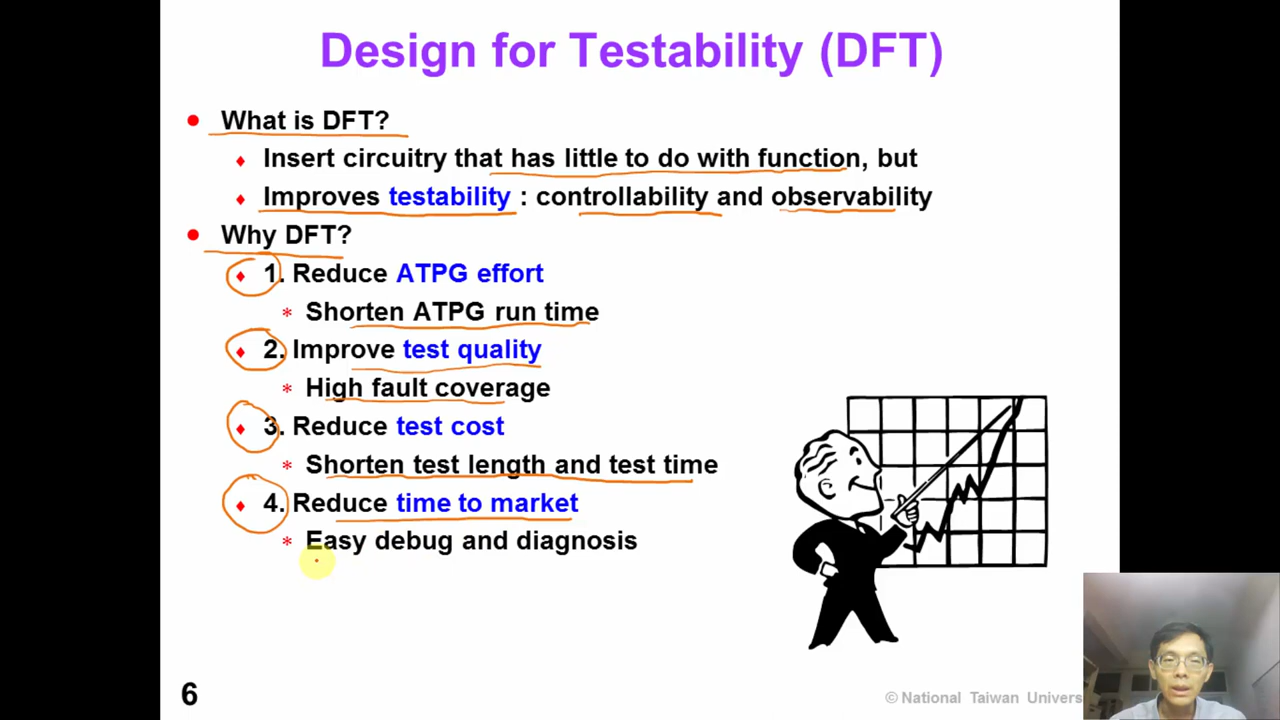 Design for Testability (DFT)
What is DFT?
Insert circuitry that has little to do with function, but
Improves testability : controllability and observability
Why DFT?
1. Reduce ATPG effort
* Shorten ATPG run time
2. Improve test quality
* High fault coverage
3. Reduce test cost
* Shorten test length and test time
4. Reduce time to market
* Easy debug and diagnosis
6
© National Taiwan Univers